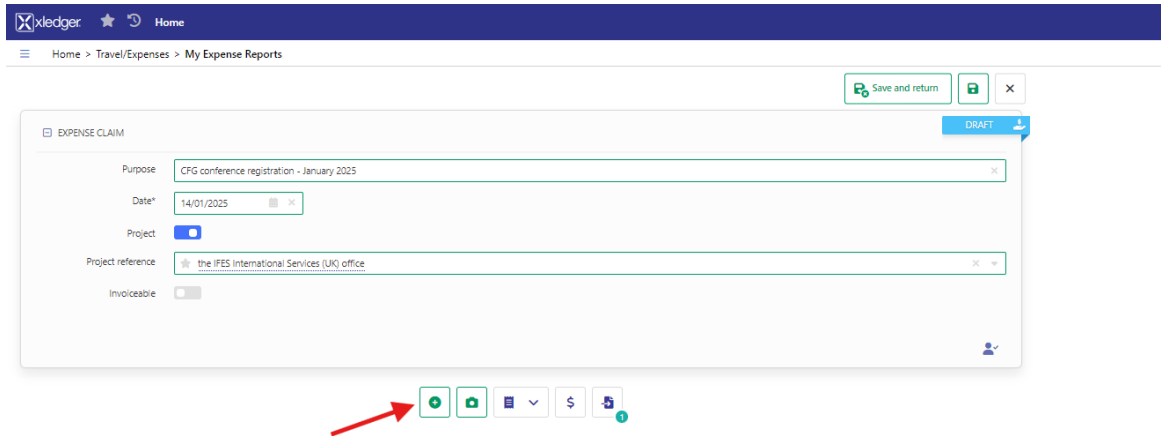 xledger Home
Home > Travel/Expenses > My Expense Reports
Save and return
EXPENSE CLAIM
DRAFT
Purpose CFG conference registration - January 2025
Date* 14/01/2025
Project
Project reference the IFES International Services (UK) office
Invoiceable
$
1